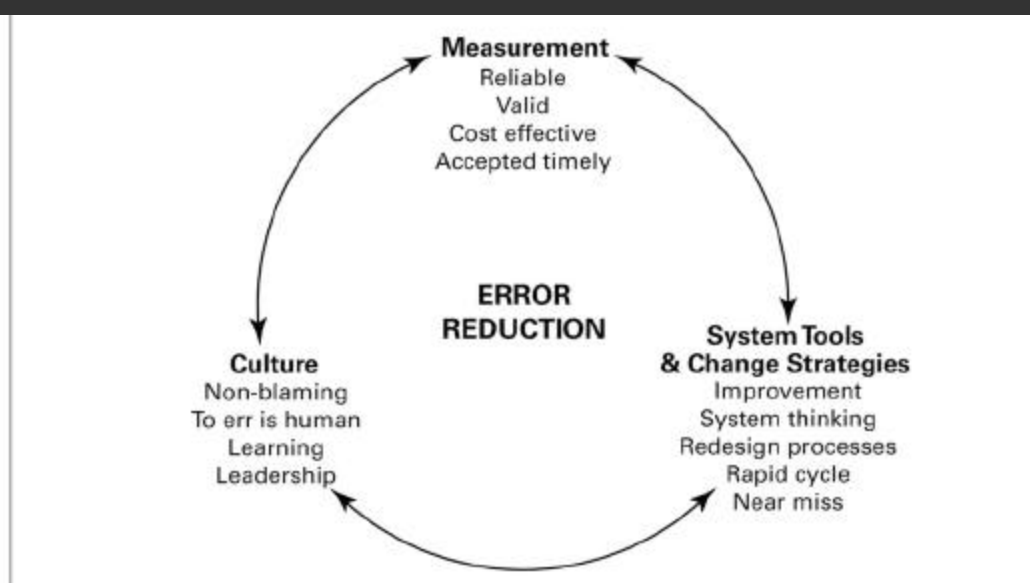 Measurement
Reliable
Valid
Cost effective
Accepted timely
ERROR
REDUCTION
Culture
Non-blaming
To err is human
Learning
Leadership
System Tools
& Change Strategies
Improvement
System thinking
Redesign processes
Rapid cycle
Near miss